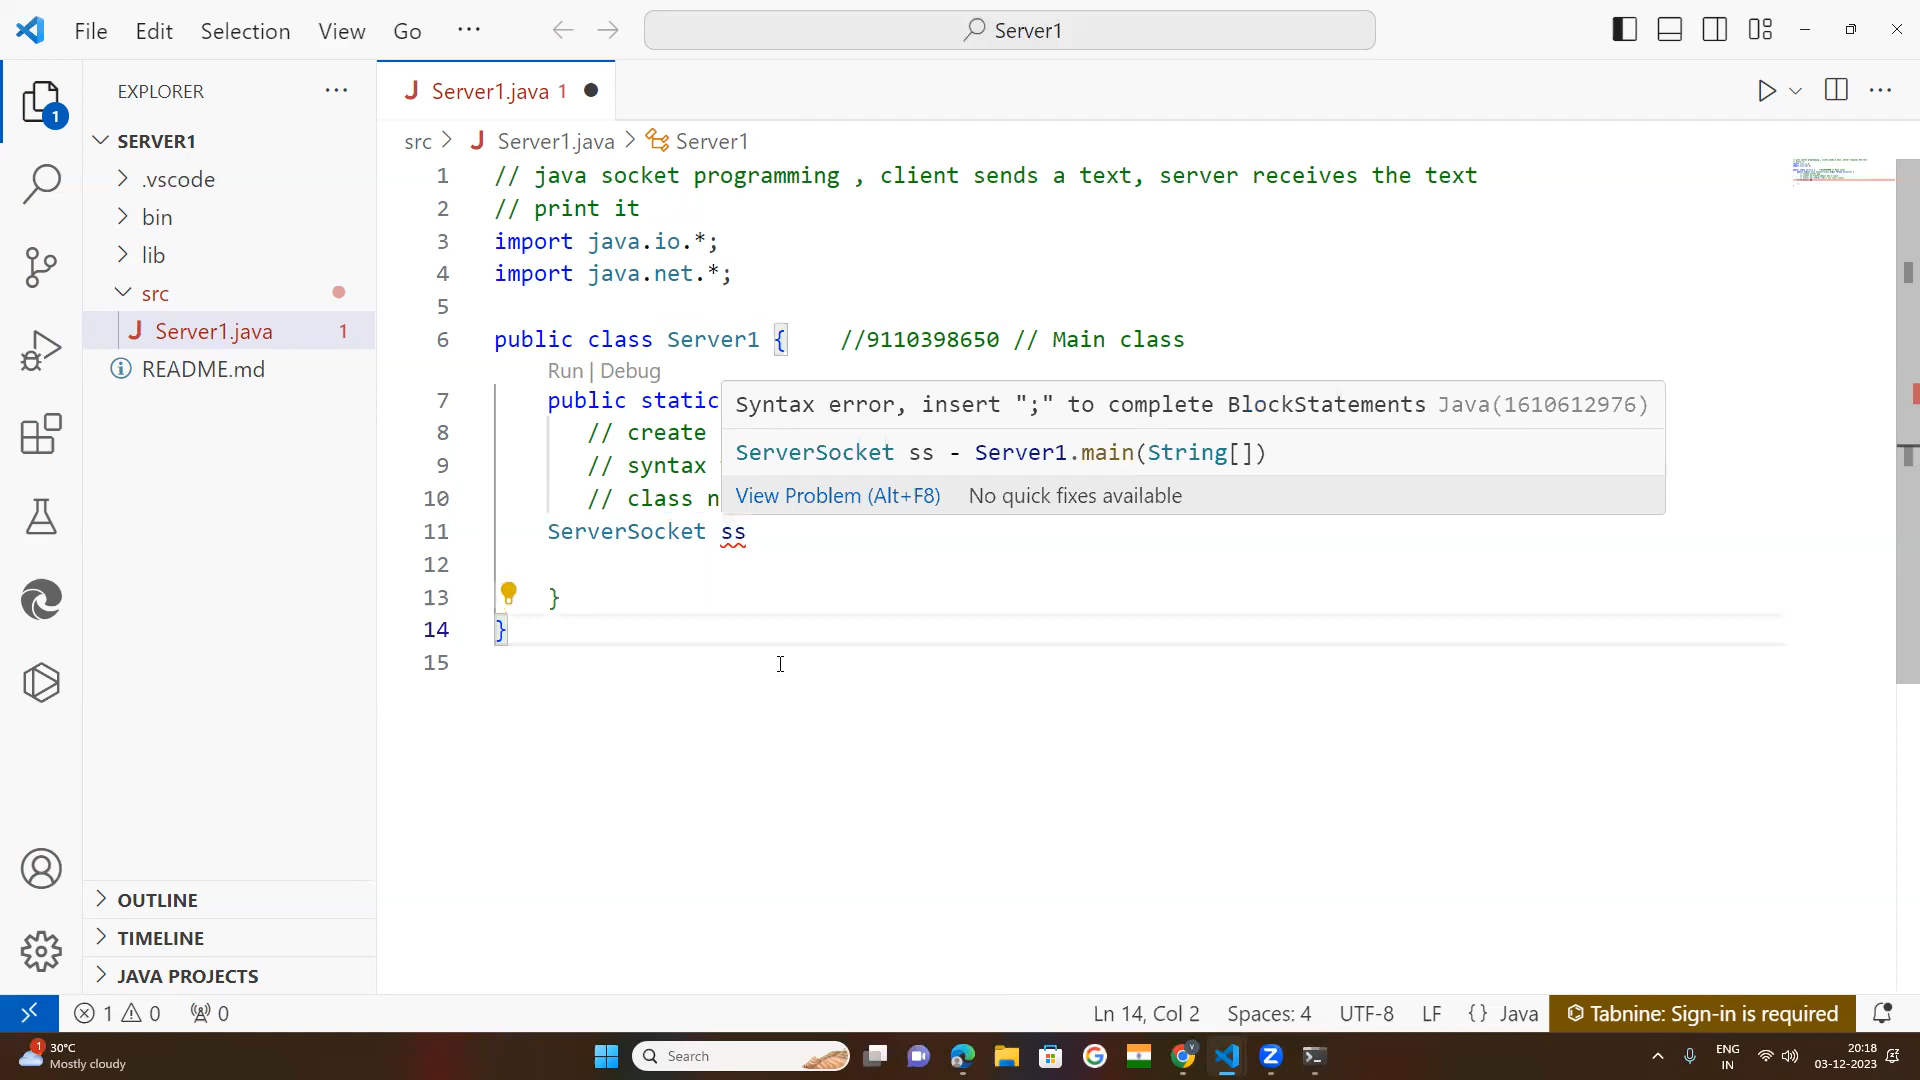 File Edit Selection View Go ··· Server1
EXPLORER ···
SERVER1
.vscode
bin
lib
src
Server1.java 1
README.md
OUTLINE
TIMELINE
JAVA PROJECTS
1
Server1.java 1
src > Server1.java > Server1
1 // java socket programming , client sends a text, server receives the text
2 // print it
3 import java.io.*;
4 import java.net.*;
5
6 public class Server1 { //9110398650 // Main class
Run | Debug
7 public static
8 // create
9 // syntax
10 // class n
11 ServerSocket ss
12
13 }
14 }
15
Syntax error, insert ";" to complete BlockStatements Java(1610612976)
ServerSocket ss - Server1.main(String[])
View Problem (Alt+F8) No quick fixes available
1 0 0 Ln 14, Col 2 Spaces: 4 UTF-8 LF {} Java Tabnine: Sign-in is required
1 30°C
Mostly cloudy
Search
ENG
IN
20:18
03-12-2023